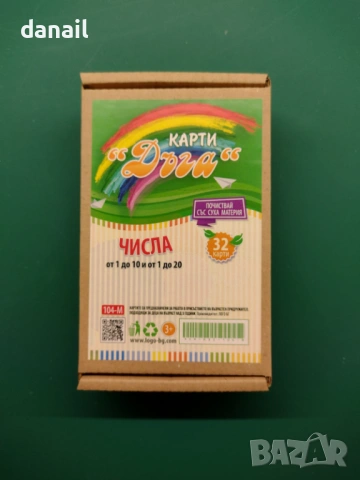 danail
КАРТИ
“Дъга“
ПОЧИСТВАЙ
СЪС СУХА МАТЕРИЯ
ЧИСЛА
от 1 до 10 и от 1 до 20
32
карти
104-М
3+
www.hoys-bg.com
BAZAR